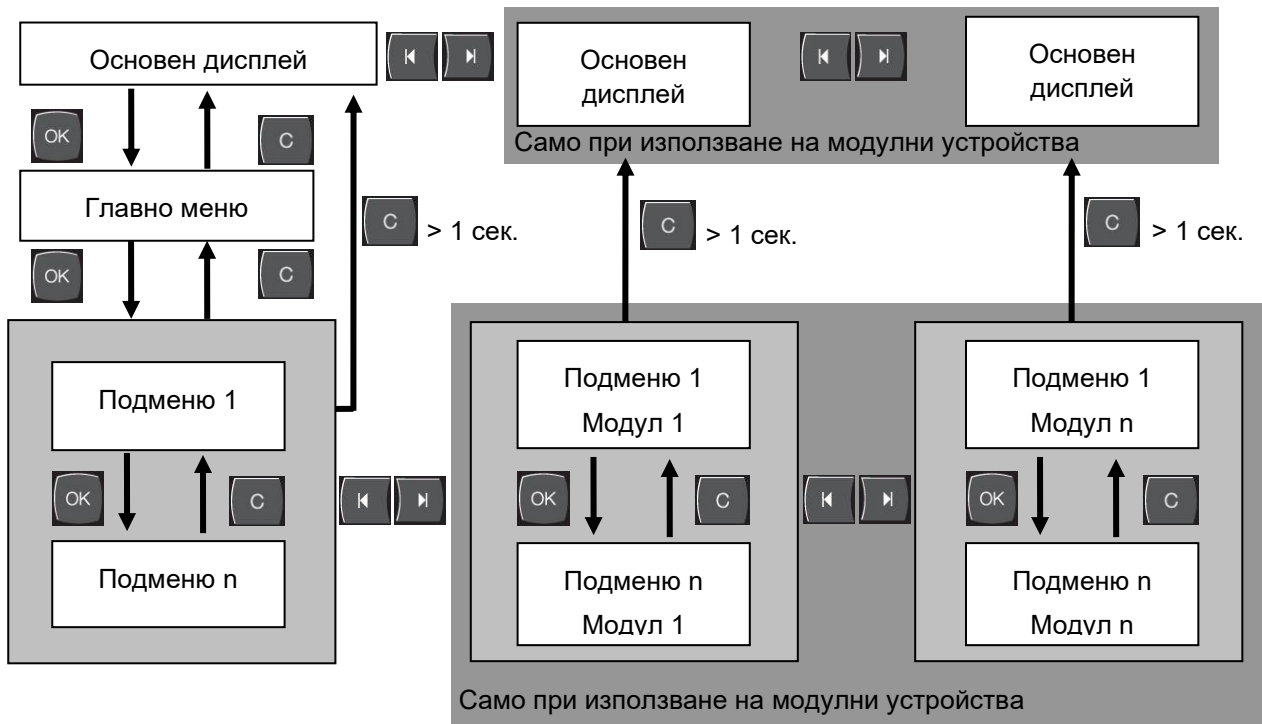 Основен дисплей
Основен
дисплей
Основен
дисплей
Само при използване на модулни устройства
OK
C
Главно меню
C
> 1 сек.
C
> 1 сек.
C
> 1 сек.
OK
C
Подменю 1
Подменю 1
Модул 1
Подменю 1
Модул n
OK
C
OK
C
OK
C
Подменю n
Подменю n
Модул 1
Подменю n
Модул n
Само при използване на модулни устройства